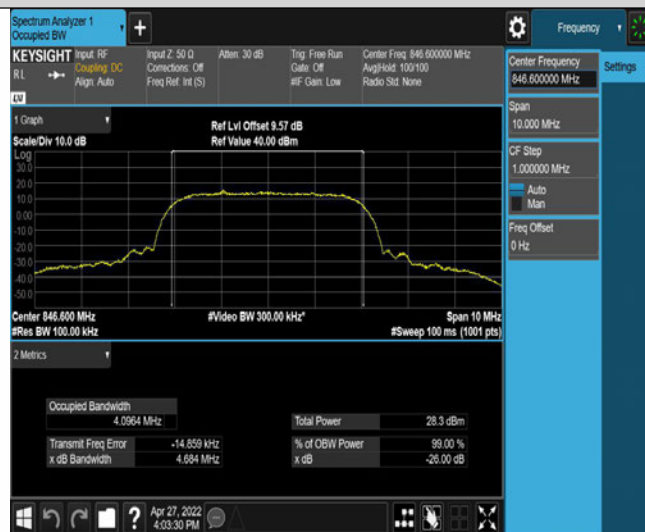 Spectrum Analyzer 1
Occupied BW
+
Frequency
KEYSIGHT
RL
LXI
Input: RF
Coupling: DC
Align: Auto
Input Z: 50 Ω
Corrections: Off
Freq Ref: Int (S)
Atten: 30 dB
Trig: Free Run
Gate: Off
#IF Gain: Low
Center Freq: 846.600000 MHz
Avg|Hold: 100/100
Radio Std: None
Center Frequency
846.600000 MHz
Settings
Span
10.000 MHz
CF Step
1.000000 MHz
Auto
Man
Freq Offset
0 Hz
1 Graph
Scale/Div 10.0 dB
Ref Lvl Offset 9.57 dB
Ref Value 40.00 dBm
Log
30.0
20.0
10.0
0.00
-10.0
-20.0
-30.0
-40.0
-50.0
Center 846.600 MHz
#Res BW 100.00 kHz
#Video BW 300.00 kHz*
Span 10 MHz
#Sweep 100 ms (1001 pts)
2 Metrics
Occupied Bandwidth
4.0964 MHz
Total Power 28.3 dBm
Transmit Freq Error -14.859 kHz
% of OBW Power 99.00 %
x dB Bandwidth 4.684 MHz
x dB -26.00 dB
?
Apr 27, 2022
4:03:30 PM